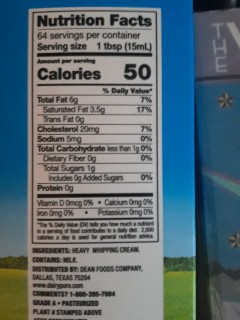 Nutrition Facts
64 servings per container
Serving size 1 tbsp (15mL)
Amount per serving
Calories 50
% Daily Value*
Total Fat 6g 7%
Saturated Fat 3.5g 17%
Trans Fat 0g
Cholesterol 20mg 7%
Sodium 5mg 0%
Total Carbohydrate less than 1g 0%
Dietary Fiber 0g 0%
Total Sugars 1g
Includes 0g Added Sugars 0%
Protein 0g
Vitamin D 0mcg 0% • Calcium 0mg 0%
Iron 0mg 0% • Potassium 0mg 0%
* The % Daily Value (DV) tells you how much a nutrient
in a serving of food contributes to a daily diet. 2,000
calories a day is used for general nutrition advice.
INGREDIENTS: HEAVY WHIPPING CREAM.
CONTAINS: MILK.
DISTRIBUTED BY: DEAN FOODS COMPANY,
DALLAS, TEXAS 75204
www.dairypure.com
COMMENTS? 1-800-395-7004
GRADE A • PASTEURIZED
PLANT # STAMPED ABOVE
THE